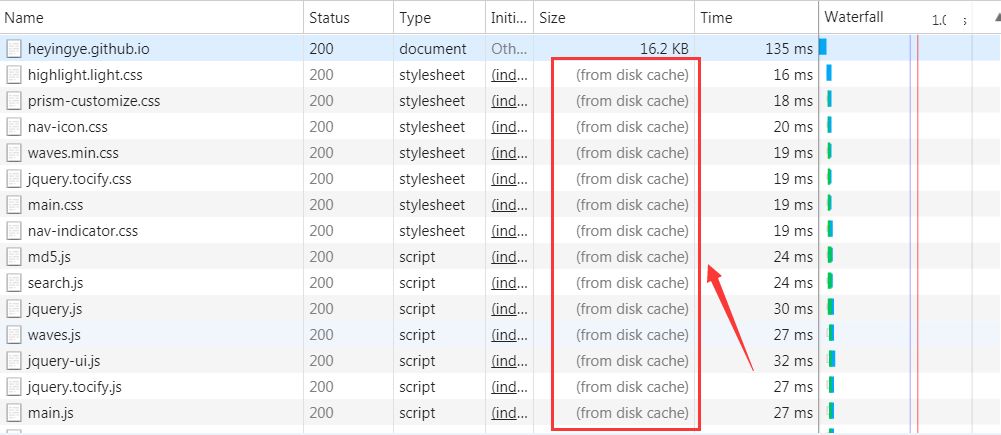 Name Status Type Initi... Size Time Waterfall
heyingye.github.io 200 document Oth... 16.2 KB 135 ms
highlight.light.css 200 stylesheet (ind... (from disk cache) 16 ms
prism-customize.css 200 stylesheet (ind... (from disk cache) 18 ms
nav-icon.css 200 stylesheet (ind... (from disk cache) 20 ms
waves.min.css 200 stylesheet (ind... (from disk cache) 19 ms
jquery.tocify.css 200 stylesheet (ind... (from disk cache) 19 ms
main.css 200 stylesheet (ind... (from disk cache) 19 ms
nav-indicator.css 200 stylesheet (ind... (from disk cache) 19 ms
md5.js 200 script (ind... (from disk cache) 24 ms
search.js 200 script (ind... (from disk cache) 24 ms
jquery.js 200 script (ind... (from disk cache) 30 ms
waves.js 200 script (ind... (from disk cache) 27 ms
jquery-ui.js 200 script (ind... (from disk cache) 32 ms
jquery.tocify.js 200 script (ind... (from disk cache) 27 ms
main.js 200 script (ind... (from disk cache) 27 ms